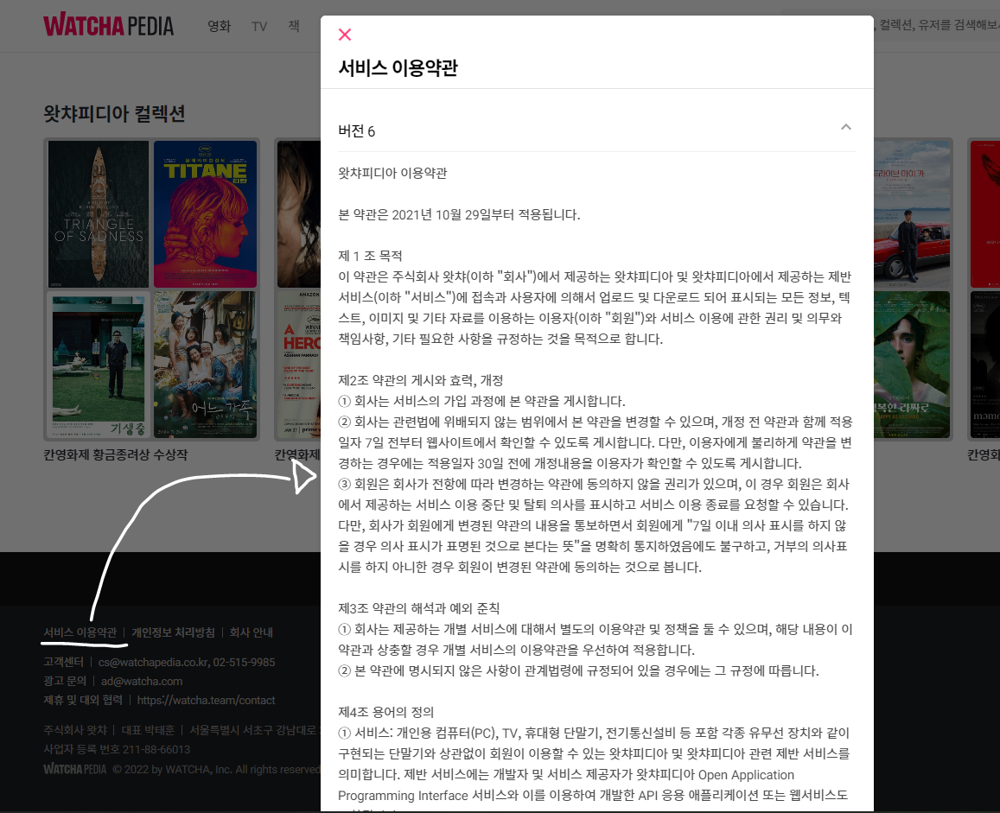 WATCHA PEDIA
영화
TV
책
, 컬렉션, 유저를 검색해보
왓챠피디아 컬렉션
TRIANGLE
OF SADNESS
TITANE
티탄
기생충
어느 가족
AMAZON
A
HERO
ASGHAR FARHADI
드라이브 마이 카
행복한 라짜로
칸영화제 황금종려상 수상작
칸영화제
칸영화
서비스 이용약관
버전 6
왓챠피디아 이용약관
본 약관은 2021년 10월 29일부터 적용됩니다.
제 1 조 목적
이 약관은 주식회사 왓챠(이하 "회사")에서 제공하는 왓챠피디아 및 왓챠피디아에서 제공하는 제반
서비스(이하 "서비스")에 접속과 사용자에 의해서 업로드 및 다운로드 되어 표시되는 모든 정보, 텍
스트, 이미지 및 기타 자료를 이용하는 이용자(이하 "회원")와 서비스 이용에 관한 권리 및 의무와
책임사항, 기타 필요한 사항을 규정하는 것을 목적으로 합니다.
제2조 약관의 게시와 효력, 개정
① 회사는 서비스의 가입 과정에 본 약관을 게시합니다.
② 회사는 관련법에 위배되지 않는 범위에서 본 약관을 변경할 수 있으며, 개정 전 약관과 함께 적용
일자 7일 전부터 웹사이트에서 확인할 수 있도록 게시합니다. 다만, 이용자에게 불리하게 약관을 변
경하는 경우에는 적용일자 30일 전에 개정내용을 이용자가 확인할 수 있도록 게시합니다.
③ 회원은 회사가 전항에 따라 변경하는 약관에 동의하지 않을 권리가 있으며, 이 경우 회원은 회사
에서 제공하는 서비스 이용 중단 및 탈퇴 의사를 표시하고 서비스 이용 종료를 요청할 수 있습니다.
다만, 회사가 회원에게 변경된 약관의 내용을 통보하면서 회원에게 "7일 이내 의사 표시를 하지 않
을 경우 의사 표시가 표명된 것으로 본다는 뜻"을 명확히 통지하였음에도 불구하고, 거부의 의사표
시를 하지 아니한 경우 회원이 변경된 약관에 동의하는 것으로 봅니다.
제3조 약관의 해석과 예외 준칙
① 회사는 제공하는 개별 서비스에 대해서 별도의 이용약관 및 정책을 둘 수 있으며, 해당 내용이 이
약관과 상충할 경우 개별 서비스의 이용약관을 우선하여 적용합니다.
② 본 약관에 명시되지 않은 사항이 관계법령에 규정되어 있을 경우에는 그 규정에 따릅니다.
제4조 용어의 정의
① 서비스: 개인용 컴퓨터(PC), TV, 휴대형 단말기, 전기통신설비 등 포함 각종 유무선 장치와 같이
구현되는 단말기와 상관없이 회원이 이용할 수 있는 왓챠피디아 및 왓챠피디아 관련 제반 서비스를
의미합니다. 제반 서비스에는 개발자 및 서비스 제공자가 왓챠피디아 Open Application
Programming Interface 서비스와 이를 이용하여 개발한 API 응용 애플리케이션 또는 웹서비스도
서비스 이용약관 | 개인정보 처리방침 | 회사 안내
고객센터 | cs@watchapedia.co.kr, 02-515-9985
광고 문의 | ad@watcha.com
제휴 및 대외 협력 | https://watcha.team/contact
주식회사 왓챠 | 대표 박태훈 | 서울특별시 서초구 강남대로
사업자 등록 번호 211-88-66013
WATCHA PEDIA © 2022 by WATCHA, Inc. All rights reserved